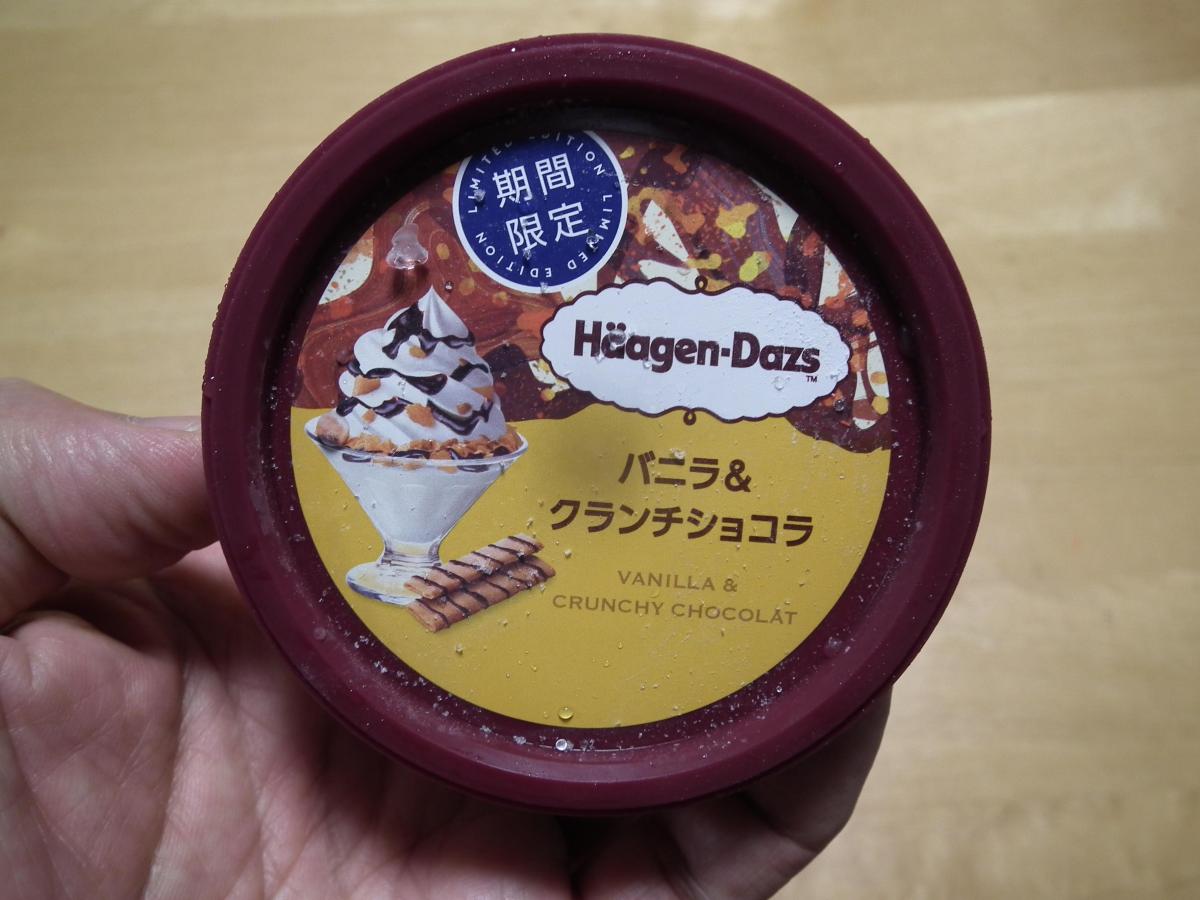 LIMITED EDITION LIMITED EDITION
期間
限定
Häagen-Dazs
TM
バニラ&
クランチショコラ
VANILLA &
CRUNCHY CHOCOLAT